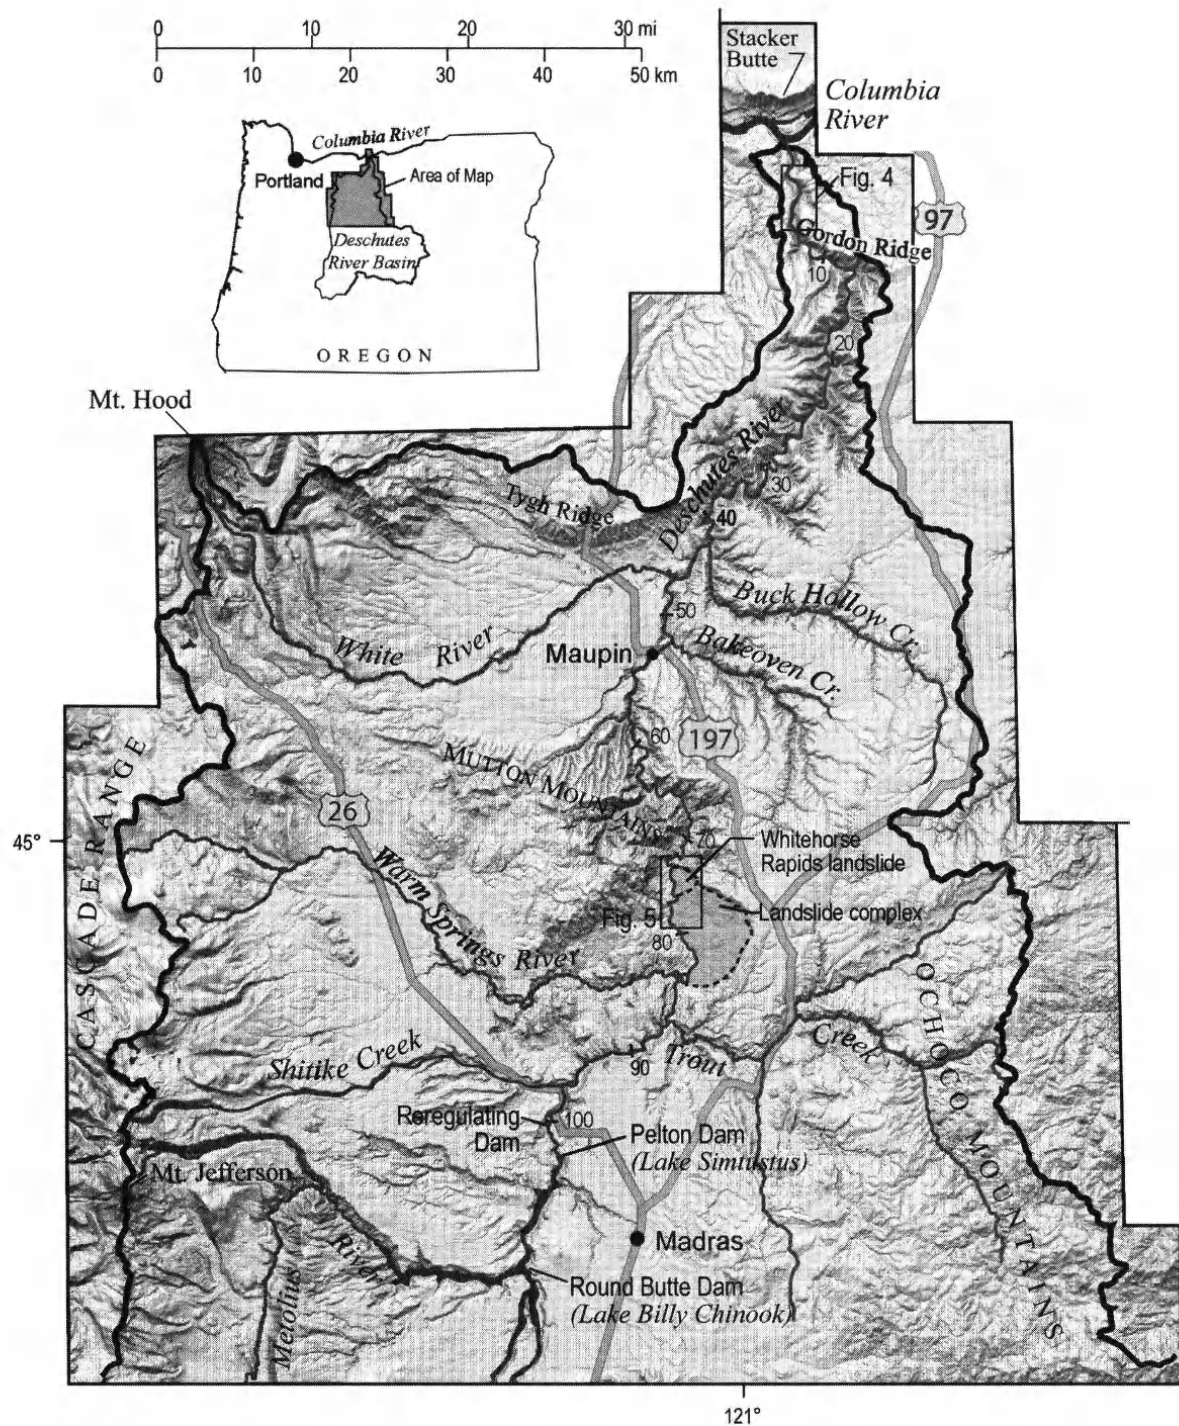 0 10 20 30 mi
0 10 20 30 40 50 km
Stacker
Butte
Columbia
River
Columbia River
Portland
Area of Map
Deschutes
River Basin
OREGON
Fig. 4
97
Gordon Ridge
10
20
Mt. Hood
Deschutes River
30
Tygh Ridge
40
Buck Hollow Cr.
50
White River
Maupin
Bakeoven Cr.
60
197
MUTTON MOUNTAINS
CASCADE RANGE
26
45°
70
Whitehorse
Rapids landslide
Warm Springs River
Fig. 5
Landslide complex
80
OCHOCO MOUNTAINS
Shitike Creek
90
Trout Creek
Reregulating
Dam
100
Pelton Dam
(Lake Simtustus)
Mt. Jefferson
Metolius River
Madras
Round Butte Dam
(Lake Billy Chinook)
121°